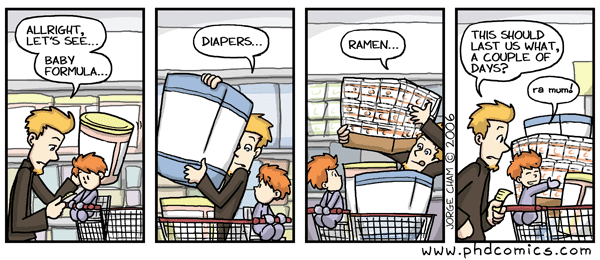 ALLRIGHT,
LET'S SEE...
BABY
FORMULA...
DIAPERS...
RAMEN...
JORGE CHAM © 2006
THIS SHOULD
LAST US WHAT,
A COUPLE OF
DAYS?
ra mum!
www.phdcomics.com